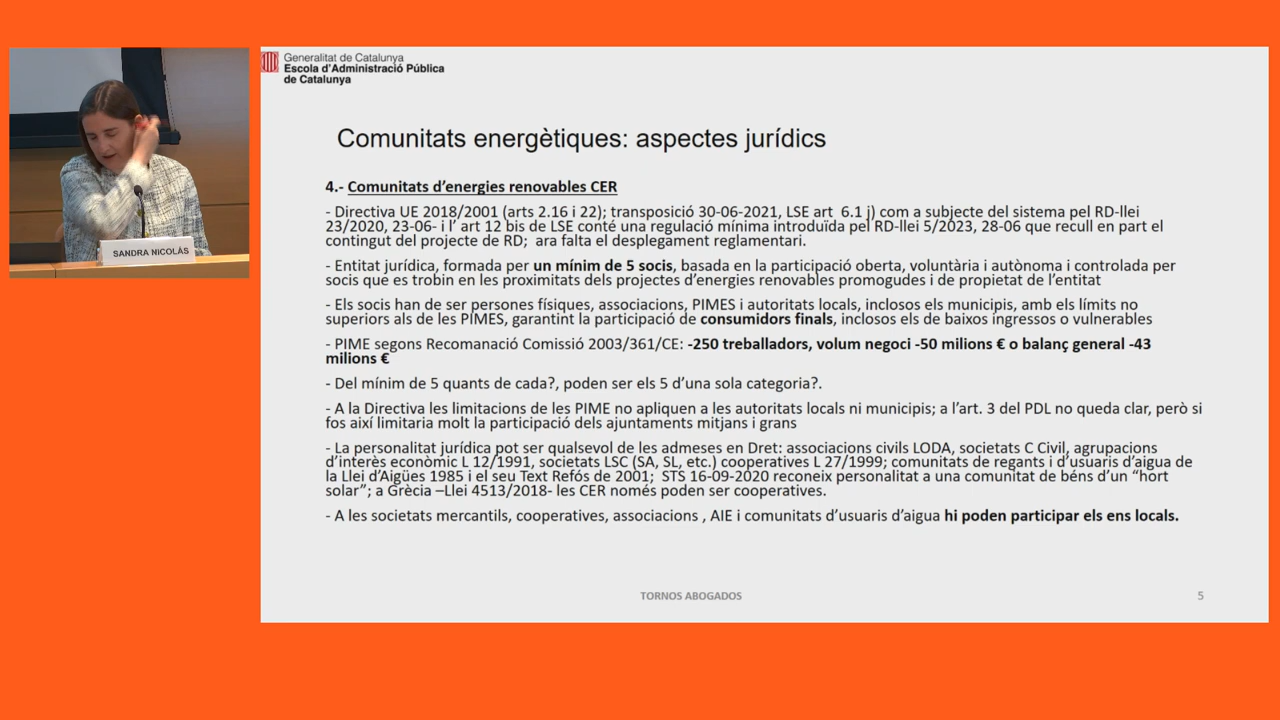 Generalitat de Catalunya
Escola d'Administració Pública
de Catalunya
SANDRA NICOLÁS
Comunitats energètiques: aspectes jurídics
4.- Comunitats d'energies renovables CER
- Directiva UE 2018/2001 (arts 2.16 i 22); transposició 30-06-2021, LSE art  6.1 j) com a subjecte del sistema pel RD-llei
23/2020, 23-06- i l' art 12 bis de LSE conté una regulació mínima introduïda pel RD-llei 5/2023, 28-06 que recull en part el
contingut del projecte de RD;  ara falta el desplegament reglamentari.
- Entitat jurídica, formada per un mínim de 5 socis, basada en la participació oberta, voluntària i autònoma i controlada per
socis que es trobin en les proximitats dels projectes d'energies renovables promogudes i de propietat de l'entitat
- Els socis han de ser persones físiques, associacions, PIMES i autoritats locals, inclosos els municipis, amb els límits no
superiors als de les PIMES, garantint la participació de consumidors finals, inclosos els de baixos ingressos o vulnerables
- PIME segons Recomanació Comissió 2003/361/CE: -250 treballadors, volum negoci -50 milions € o balanç general -43
milions €
- Del mínim de 5 quants de cada?, poden ser els 5 d'una sola categoria?.
- A la Directiva les limitacions de les PIME no apliquen a les autoritats locals ni municipis; a l'art. 3 del PDL no queda clar, però si
fos així limitaria molt la participació dels ajuntaments mitjans i grans
- La personalitat jurídica pot ser qualsevol de les admeses en Dret: associacions civils LODA, societats C Civil, agrupacions
d'interès econòmic L 12/1991, societats LSC (SA, SL, etc.) cooperatives L 27/1999; comunitats de regants i d'usuaris d'aigua de
la Llei d'Aigües 1985 i el seu Text Refós de 2001;  STS 16-09-2020 reconeix personalitat a una comunitat de béns d'un “hort
solar”; a Grècia –Llei 4513/2018- les CER només poden ser cooperatives.
- A les societats mercantils, cooperatives, associacions , AIE i comunitats d'usuaris d'aigua hi poden participar els ens locals.
TORNOS ABOGADOS
5